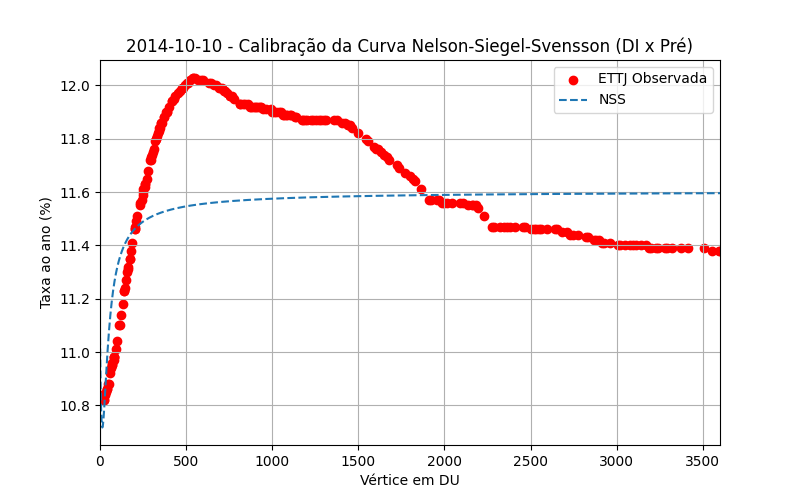 2014-10-10 - Calibração da Curva Nelson-Siegel-Svensson (DI x Pré)
ETTJ Observada
NSS
Taxa ao ano (%)
12.0
11.8
11.6
11.4
11.2
11.0
10.8
0 500 1000 1500 2000 2500 3000 3500
Vértice em DU